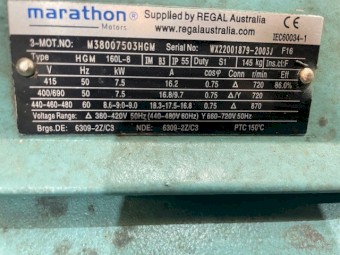 marathon®
Motors
Supplied by REGAL Australia
www.regalaustralia.com.au
CE
IEC60034-1
3~MOT.NO: M38007503HGM Serial No: WX22001879-2003J F16
Type HGM 160L-8 IM B3 IP 55 Duty S1 145 kg Ins.cl:F
V Hz kW A cosφ Conn r/min Eff
415 50 7.5 16.2 0.75 Δ 720 86.0%
400/690 50 7.5 16.8/9.7 0.75 Δ/Y 720
440-460-480 60 8.6-9.0-9.0 18.3-17.5-16.8 0.75 Δ 870
Voltage Range: Δ 380-420V 50Hz (440-480V 60Hz) Y 660-720V 50Hz
Brgs.DE: 6309-2Z/C3 NDE: 6309-2Z/C3 PTC 150°C